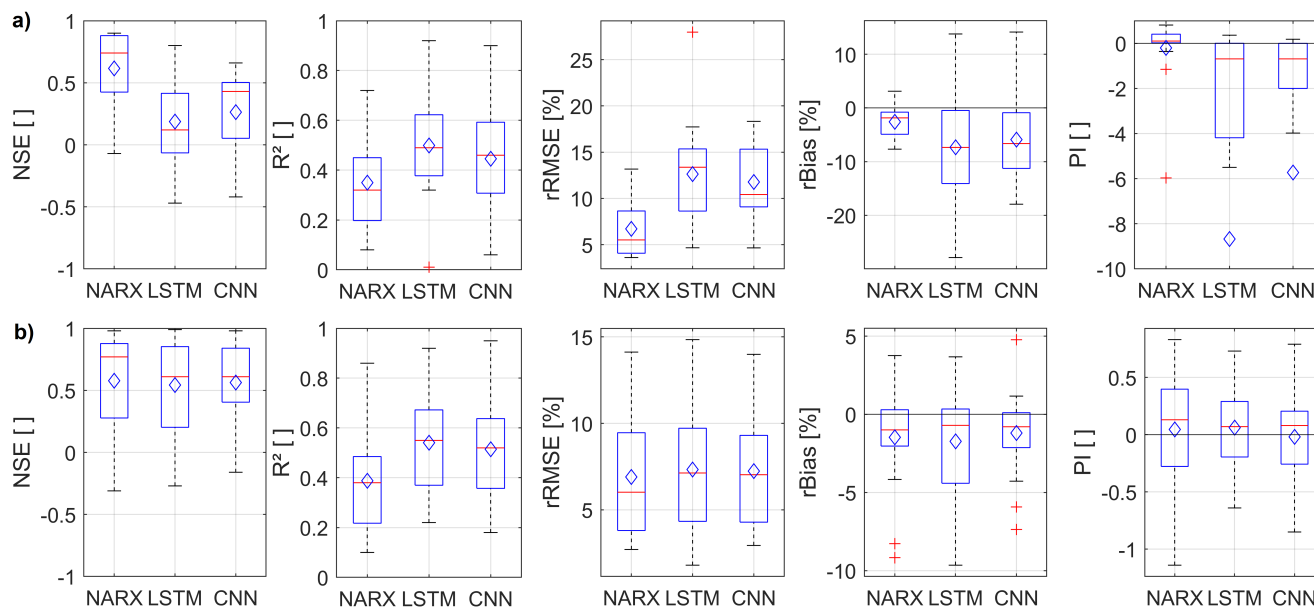 a)
NSE [ ]
1
0.5
0
-0.5
-1
NARX LSTM CNN
R² [ ]
1
0.8
0.6
0.4
0.2
0
NARX LSTM CNN
rRMSE [%]
25
20
15
10
5
NARX LSTM CNN
rBias [%]
10
0
-10
-20
NARX LSTM CNN
PI [ ]
0
-2
-4
-6
-8
-10
NARX LSTM CNN
b)
NSE [ ]
1
0.5
0
-0.5
-1
NARX LSTM CNN
R² [ ]
1
0.8
0.6
0.4
0.2
0
NARX LSTM CNN
rRMSE [%]
15
10
5
NARX LSTM CNN
rBias [%]
5
0
-5
-10
NARX LSTM CNN
PI [ ]
0.5
0
-0.5
-1
NARX LSTM CNN